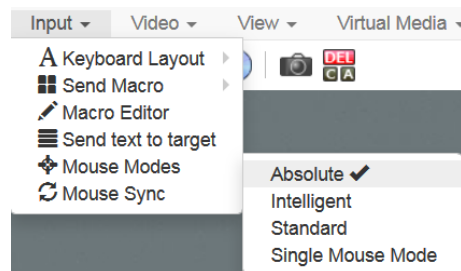 Input Video View Virtual Media
A Keyboard Layout
Send Macro
DEL
C A
Macro Editor
Send text to target
Mouse Modes
Mouse Sync
Absolute
Intelligent
Standard
Single Mouse Mode